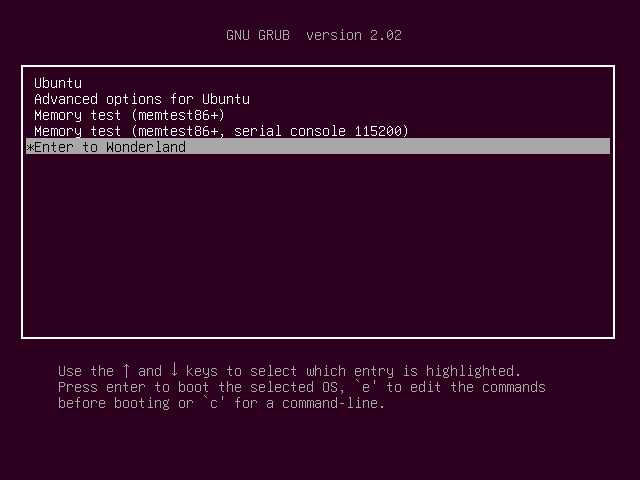 GNU GRUB  version 2.02
Ubuntu
Advanced options for Ubuntu
Memory test (memtest86+)
Memory test (memtest86+, serial console 115200)
*Enter to Wonderland
Use the ↑ and ↓ keys to select which entry is highlighted.
Press enter to boot the selected OS, `e' to edit the commands
before booting or `c' for a command-line.